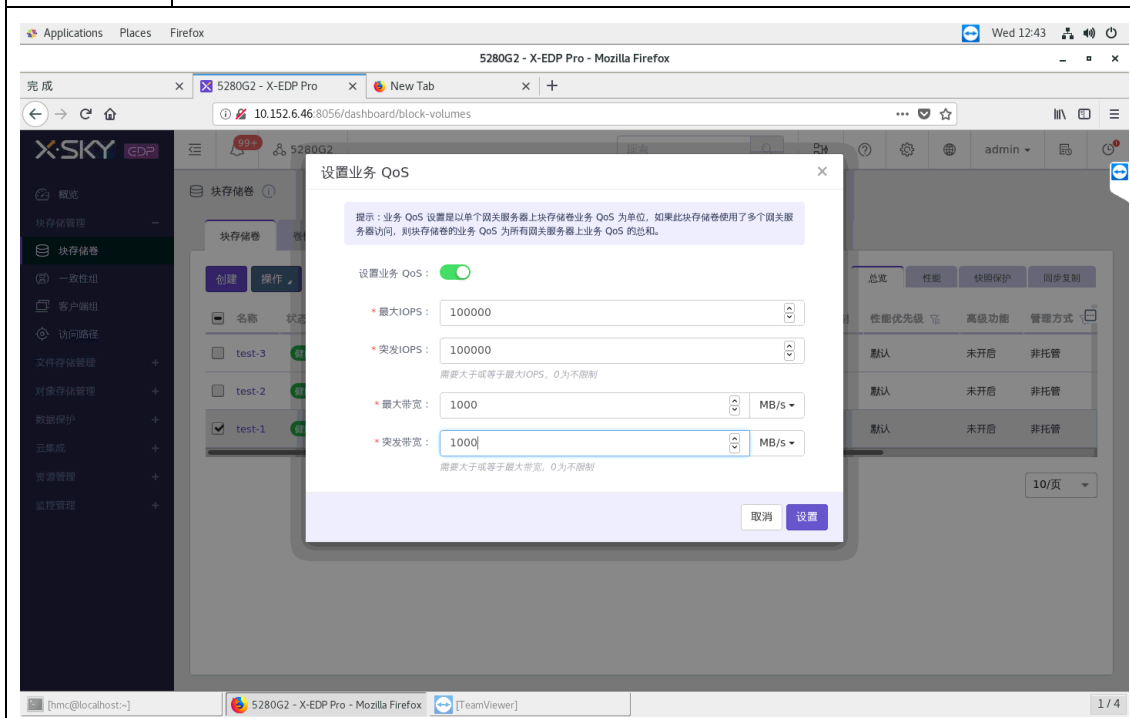 Applications Places Firefox Wed 12:43
5280G2 - X-EDP Pro - Mozilla Firefox
完成 5280G2 - X-EDP Pro New Tab
10.152.6.46:8056/dashboard/block-volumes
X·SKY EDP 99+ 5280G2 搜索 admin
设置业务 QoS
概览
块存储卷
块存储管理
提示：业务 QoS 设置是以单个网关服务器上块存储卷业务 QoS 为单位，如果此块存储卷使用了多个网关服
务器访问，则块存储卷的业务 QoS 为所有网关服务器上业务 QoS 的总和。
块存储卷
块存储卷
一致性组
创建 操作
设置业务 QoS：
总览 性能 快照保护 同步复制
客户端组
名称 状态
* 最大IOPS： 100000
性能优先级 高级功能 管理方式
访问路径
test-3
* 突发IOPS： 100000
默认 未开启 非托管
文件存储管理
需要大于或等于最大IOPS，0为不限制
对象存储管理
test-2
* 最大带宽： 1000 MB/s
默认 未开启 非托管
数据保护
test-1
* 突发带宽： 1000 MB/s
默认 未开启 非托管
云集成
需要大于或等于最大带宽，0为不限制
资源管理
10/页
监控管理
取消 设置
[hmc@localhost:~] 5280G2 - X-EDP Pro - Mozilla Firefox [TeamViewer] 1 / 4